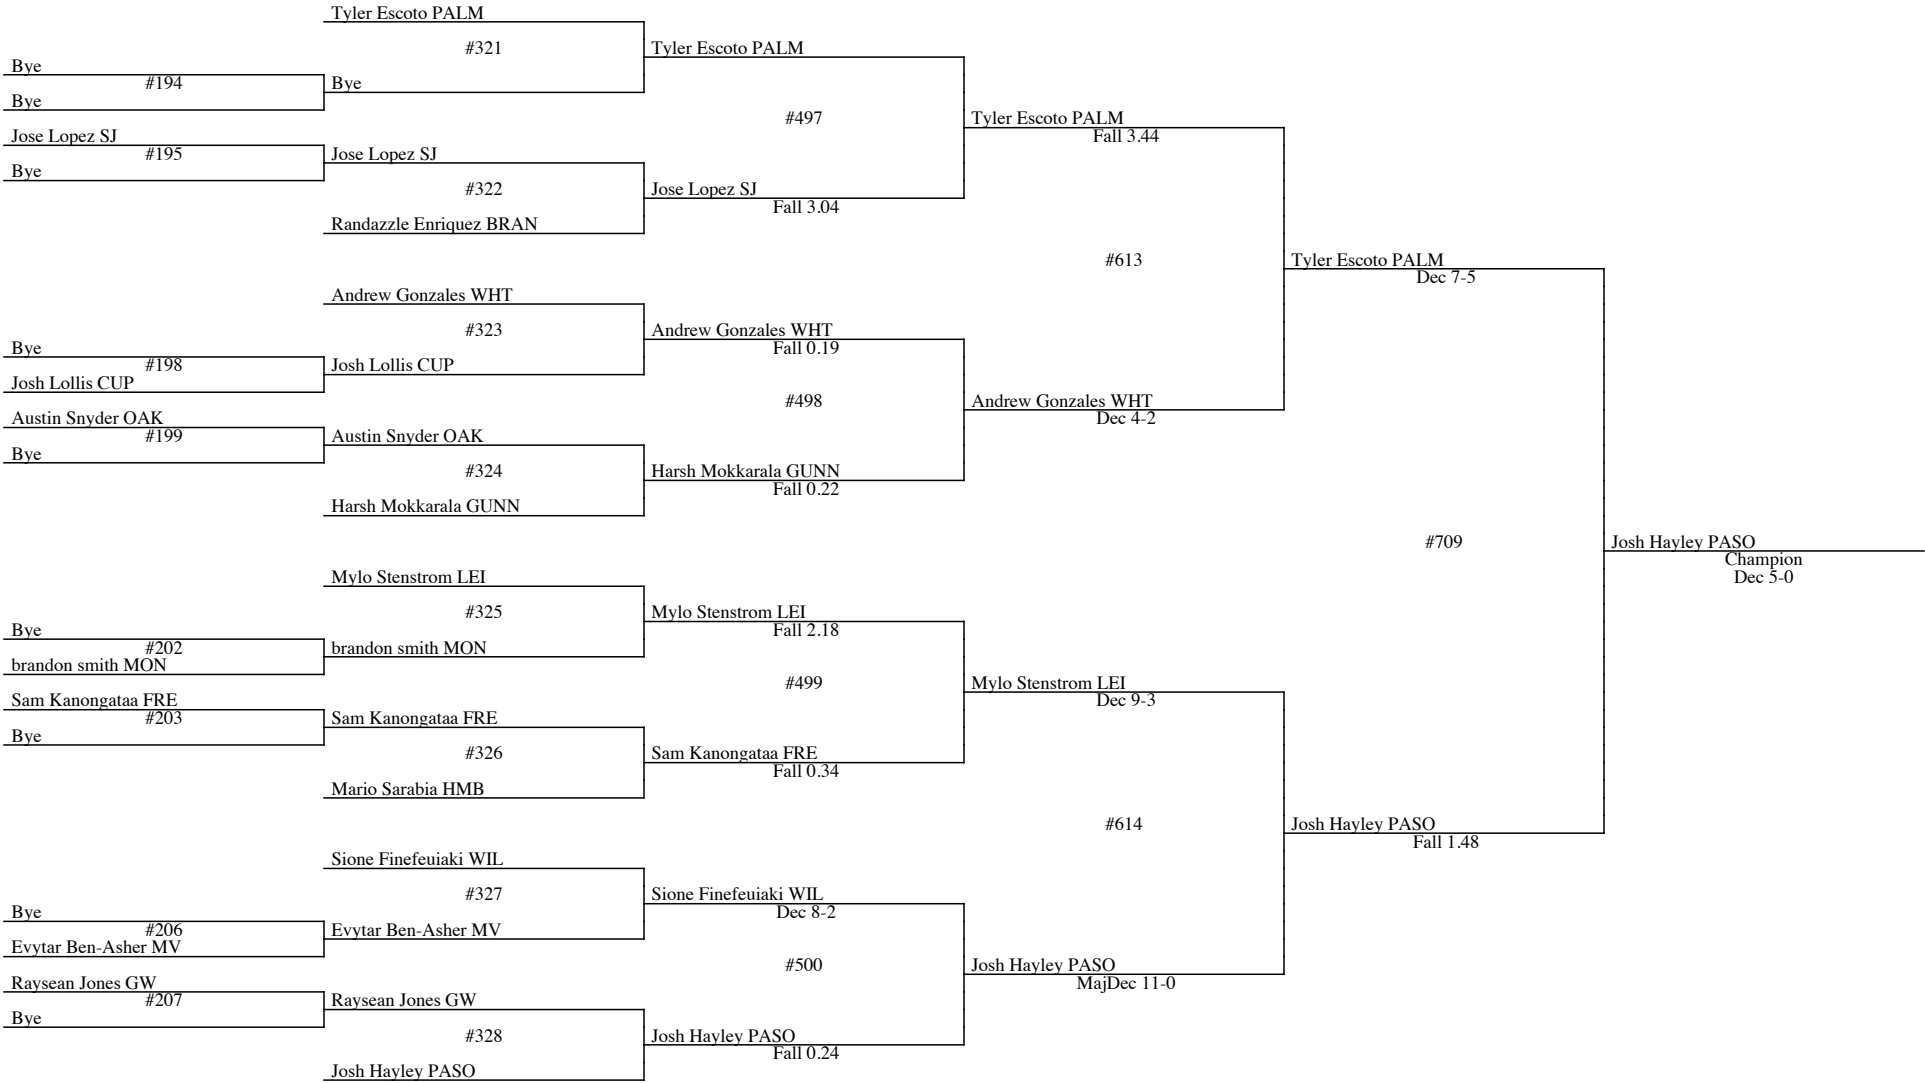 Tyler Escoto PALM
#321
Tyler Escoto PALM
Bye
#194
Bye
Bye
#497
Tyler Escoto PALM
Fall 3.44
Jose Lopez SJ
#195
Jose Lopez SJ
Bye
#322
Jose Lopez SJ
Fall 3.04
Randazzle Enriquez BRAN
#613
Tyler Escoto PALM
Dec 7-5
Andrew Gonzales WHT
#323
Andrew Gonzales WHT
Fall 0.19
Bye
#198
Josh Lollis CUP
Josh Lollis CUP
#498
Andrew Gonzales WHT
Dec 4-2
Austin Snyder OAK
#199
Austin Snyder OAK
Bye
#324
Harsh Mokkarala GUNN
Fall 0.22
Harsh Mokkarala GUNN
#709
Josh Hayley PASO
Champion
Dec 5-0
Mylo Stenstrom LEI
#325
Mylo Stenstrom LEI
Fall 2.18
Bye
#202
brandon smith MON
brandon smith MON
#499
Mylo Stenstrom LEI
Dec 9-3
Sam Kanongataa FRE
#203
Sam Kanongataa FRE
Bye
#326
Sam Kanongataa FRE
Fall 0.34
Mario Sarabia HMB
#614
Josh Hayley PASO
Fall 1.48
Sione Finefeuiaki WIL
#327
Sione Finefeuiaki WIL
Dec 8-2
Bye
#206
Evytar Ben-Asher MV
Evytar Ben-Asher MV
#500
Josh Hayley PASO
MajDec 11-0
Raysean Jones GW
#207
Raysean Jones GW
Bye
#328
Josh Hayley PASO
Fall 0.24
Josh Hayley PASO